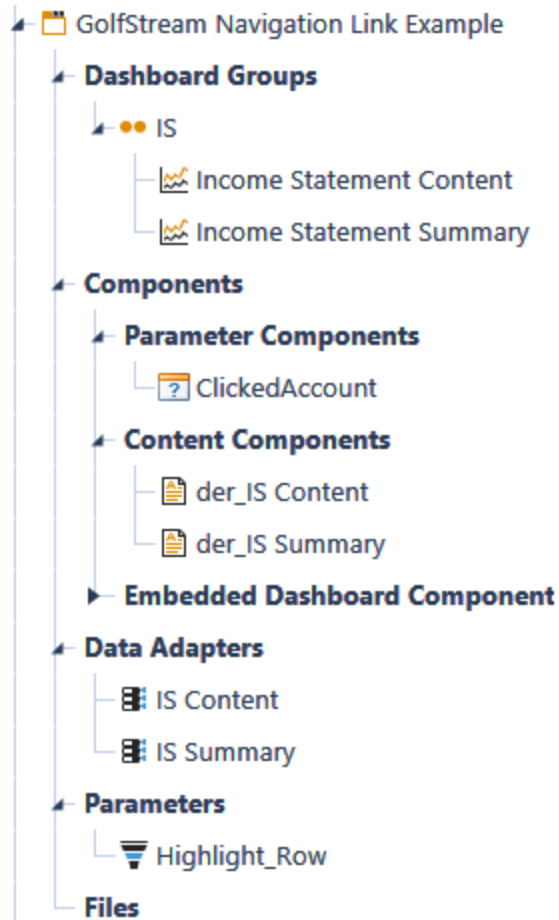 GolfStream Navigation Link Example
Dashboard Groups
IS
Income Statement Content
Income Statement Summary
Components
Parameter Components
ClickedAccount
Content Components
der_IS Content
der_IS Summary
Embedded Dashboard Component
Data Adapters
IS Content
IS Summary
Parameters
Highlight_Row
Files